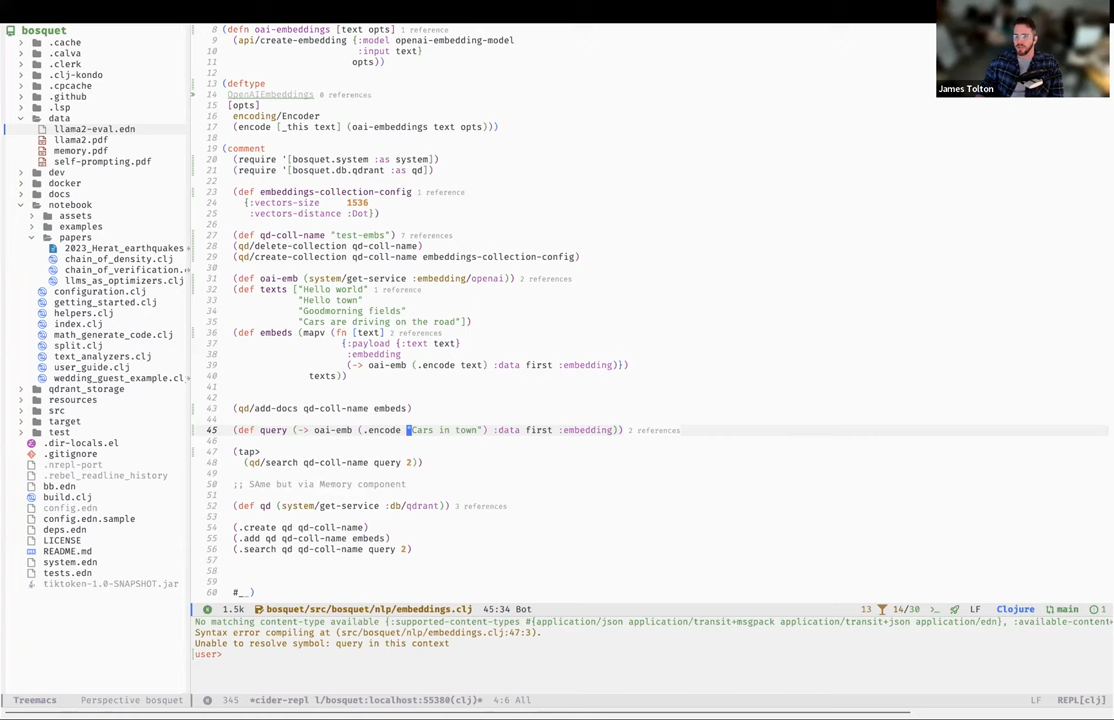 bosquet
.cache
.calva
.clerk
.clj-kondo
.cpcache
.github
.lsp
data
llama2-eval.edn
llama2.pdf
memory.pdf
self-prompting.pdf
dev
docker
docs
notebook
assets
examples
papers
2023_Herat_earthquakes
chain_of_density.clj
chain_of_verification.
llms_as_optimizers.clj
configuration.clj
getting_started.clj
helpers.clj
index.clj
math_generate_code.clj
split.clj
text_analyzers.clj
user_guide.clj
wedding_guest_example.cl
qdrant_storage
resources
src
target
test
.dir-locals.el
.gitignore
.nrepl-port
.rebel_readline_history
bb.edn
build.clj
config.edn
config.edn.sample
deps.edn
LICENSE
README.md
system.edn
tests.edn
tiktoken-1.0-SNAPSHOT.jar
8 (defn oai-embeddings [text opts] 1 reference
9 (api/create-embedding {:model openai-embedding-model
10 :input text}
11 opts))
12
13 (deftype
14 OpenAIEmbeddings 0 references
15 [opts]
16 encoding/Encoder
17 (encode [_this text] (oai-embeddings text opts)))
18
19 (comment
20 (require '[bosquet.system :as system])
21 (require '[bosquet.db.qdrant :as qd])
22
23 (def embeddings-collection-config 1 reference
24 {:vectors-size 1536
25 :vectors-distance :Dot})
26
27 (def qd-coll-name "test-embs") 7 references
28 (qd/delete-collection qd-coll-name)
29 (qd/create-collection qd-coll-name embeddings-collection-config)
30
31 (def oai-emb (system/get-service :embedding/openai)) 2 references
32 (def texts ["Hello world" 1 reference
33 "Hello town"
34 "Goodmorning fields"
35 "Cars are driving on the road"])
36 (def embeds (mapv (fn [text] 2 references
37 {:payload {:text text}
38 :embedding
39 (-> oai-emb (.encode text) :data first :embedding)})
40 texts))
41
42
43 (qd/add-docs qd-coll-name embeds)
44
45 (def query (-> oai-emb (.encode "Cars in town") :data first :embedding)) 2 references
46
47 (tap>
48 (qd/search qd-coll-name query 2))
49
50 ;; SAme but via Memory component
51
52 (def qd (system/get-service :db/qdrant)) 3 references
53
54 (.create qd qd-coll-name)
55 (.add qd qd-coll-name embeds)
56 (.search qd qd-coll-name query 2)
57
58
59
60 #_ )
1.5k bosquet/src/bosquet/nlp/embeddings.clj 45:34 Bot 13 14/30 LF Clojure main 1
No matching content-type available {:supported-content-types #{application/json application/transit+msgpack application/transit+json application/edn}, :available-content
Syntax error compiling at (src/bosquet/nlp/embeddings.clj:47:3).
Unable to resolve symbol: query in this context
user>
Treemacs Perspective bosquet 345 *cider-repl l/bosquet:localhost:55380(clj)* 4:6 All LF REPL[clj]
James Tolton